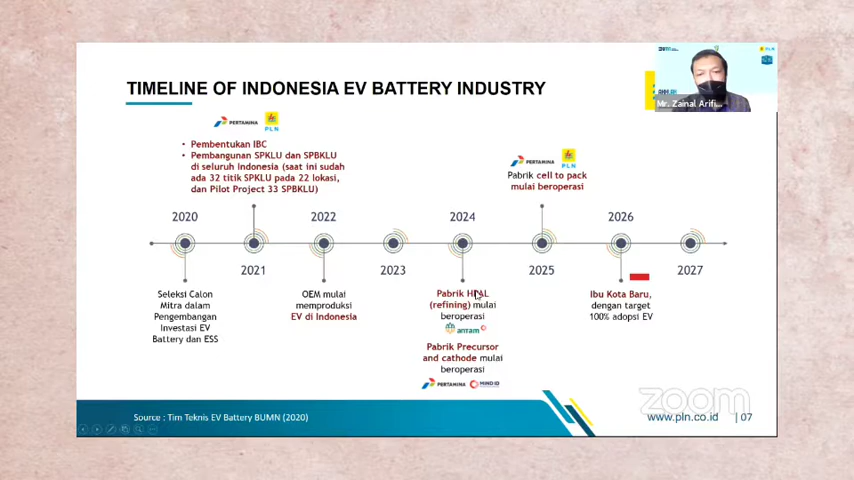 TIMELINE OF INDONESIA EV BATTERY INDUSTRY
PLN
Mr. Zainal Arifi...
PERTAMINA
PLN
• Pembentukan IBC
• Pembangunan SPKLU dan SPBKLU
di seluruh Indonesia (saat ini sudah
ada 32 titik SPKLU pada 22 lokasi,
dan Pilot Project 33 SPBKLU)
PERTAMINA
PLN
Pabrik cell to pack
mulai beroperasi
2020
2022
2024
2026
2021
2023
2025
2027
Seleksi Calon
Mitra dalam
Pengembangan
Investasi EV
Battery dan ESS
OEM mulai
memproduksi
EV di Indonesia
Pabrik HPAL
(refining) mulai
beroperasi
antam
Pabrik Precursor
and cathode mulai
beroperasi
PERTAMINA
MIND ID
Ibu Kota Baru,
dengan target
100% adopsi EV
zoom
Source : Tim Teknis EV Battery BUMN (2020)
www.pln.co.id
| 07